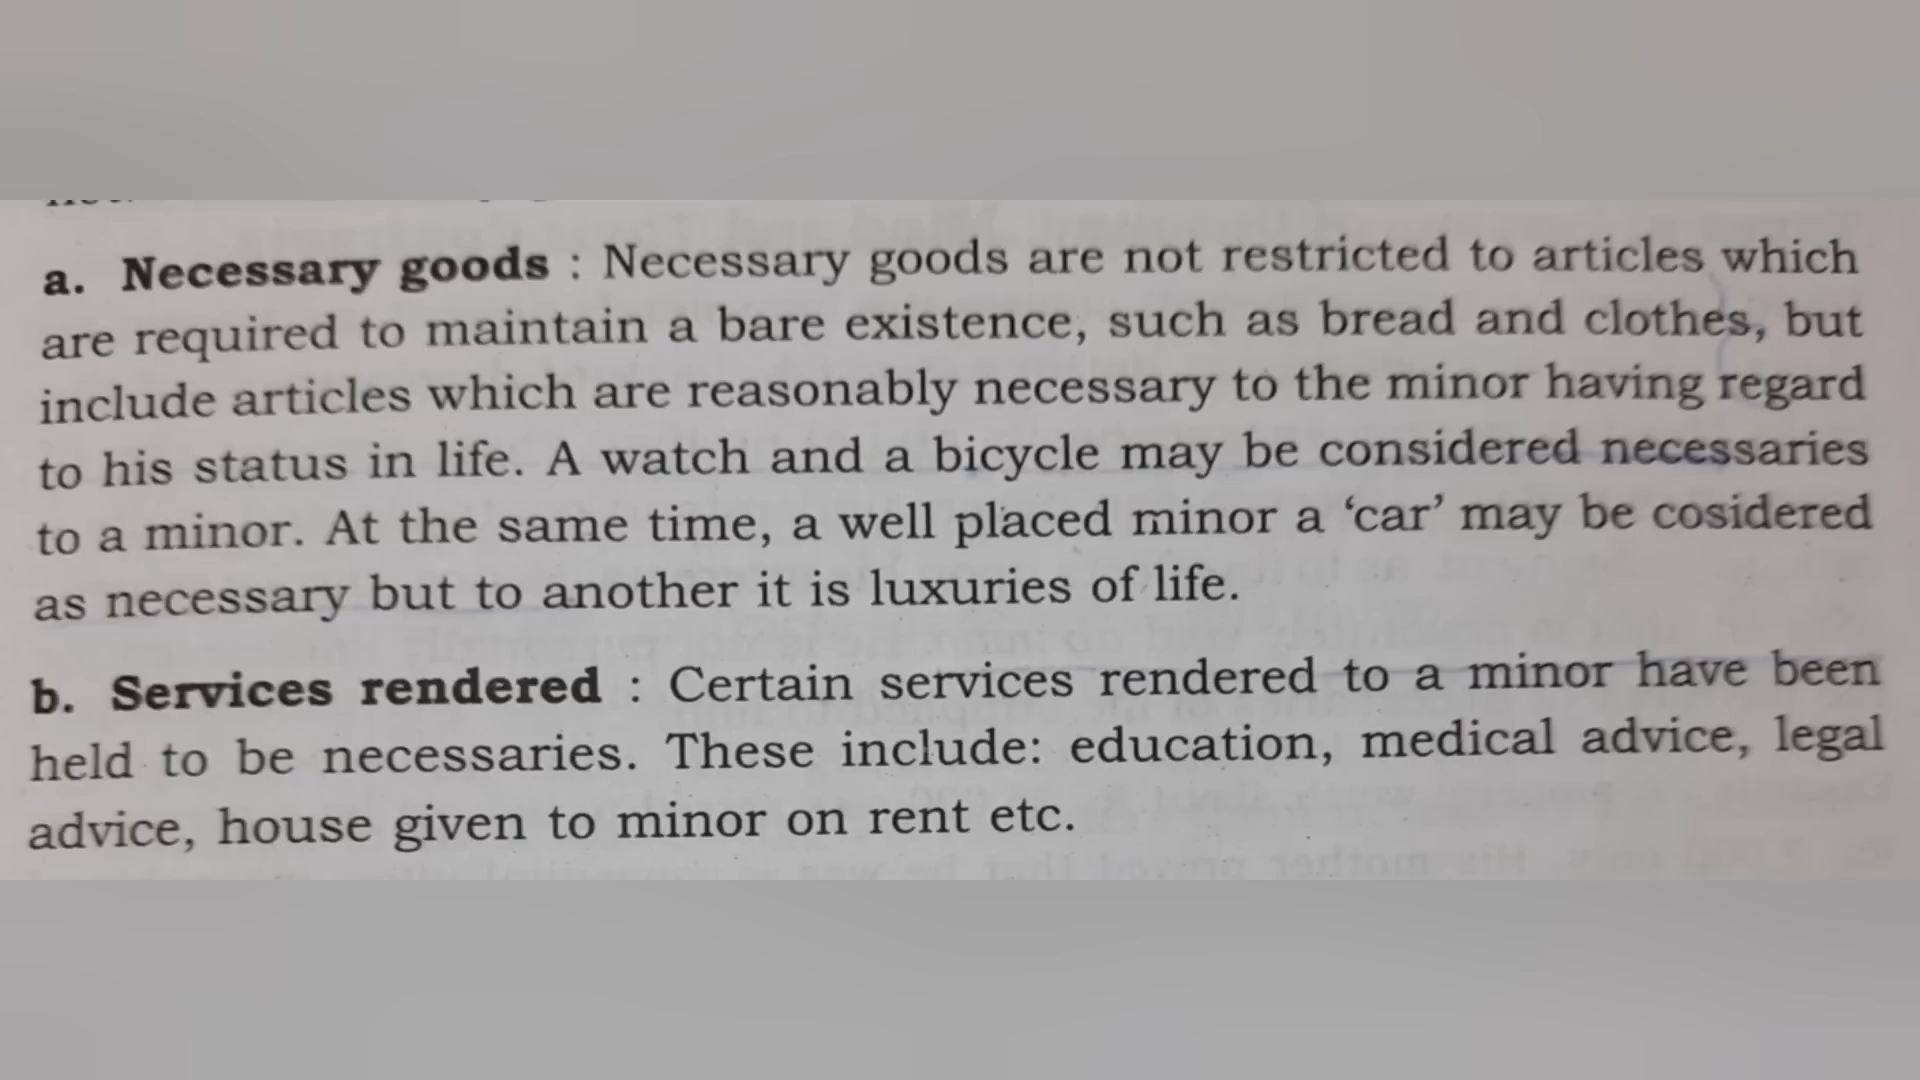 a. Necessary goods : Necessary goods are not restricted to articles which
are required to maintain a bare existence, such as bread and clothes, but
include articles which are reasonably necessary to the minor having regard
to his status in life. A watch and a bicycle may be considered necessaries
to a minor. At the same time, a well placed minor a ‘car’ may be cosidered
as necessary but to another it is luxuries of life.
b. Services rendered : Certain services rendered to a minor have been
held to be necessaries. These include: education, medical advice, legal
advice, house given to minor on rent etc.